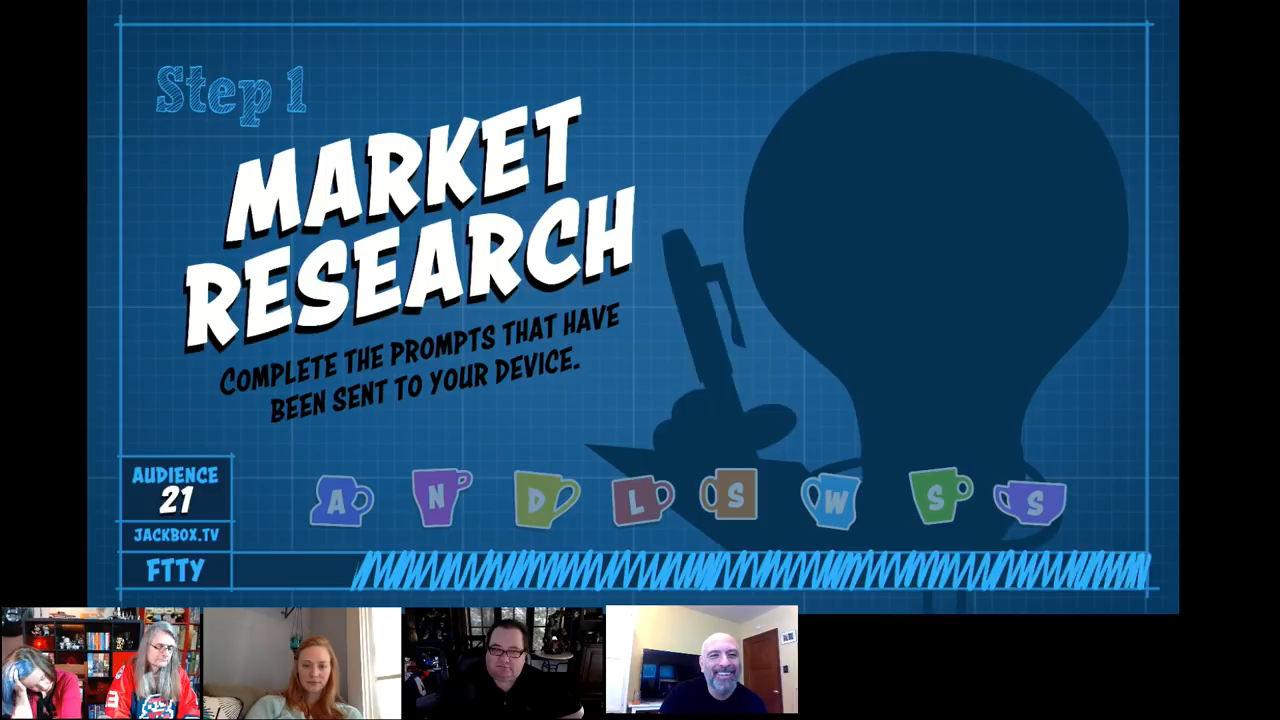 Step 1
MARKET
RESEARCH
COMPLETE THE PROMPTS THAT HAVE
BEEN SENT TO YOUR DEVICE.
AUDIENCE
21
JACKBOX.TV
FTTY
A N D L S W S S